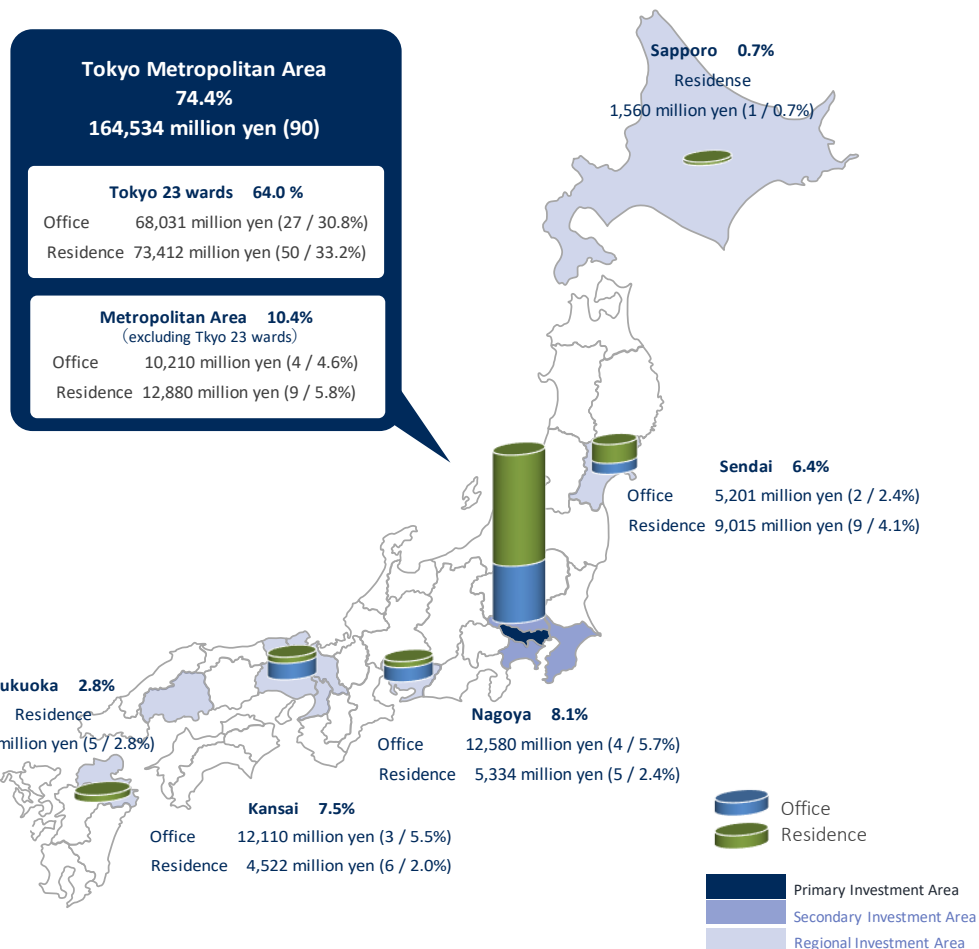 Tokyo Metropolitan Area
74.4%
164,534 million yen (90)
Tokyo 23 wards 64.0 %
Office 68,031 million yen (27 / 30.8%)
Residence 73,412 million yen (50 / 33.2%)
Metropolitan Area 10.4%
(excluding Tkyo 23 wards)
Office 10,210 million yen (4 / 4.6%)
Residence 12,880 million yen (9 / 5.8%)
Sapporo 0.7%
Residense
1,560 million yen (1 / 0.7%)
Sendai 6.4%
Office 5,201 million yen (2 / 2.4%)
Residence 9,015 million yen (9 / 4.1%)
ukuoka 2.8%
Residence
million yen (5 / 2.8%)
Nagoya 8.1%
Office 12,580 million yen (4 / 5.7%)
Residence 5,334 million yen (5 / 2.4%)
Kansai 7.5%
Office 12,110 million yen (3 / 5.5%)
Residence 4,522 million yen (6 / 2.0%)
Office
Residence
Primary Investment Area
Secondary Investment Area
Regional Investment Area